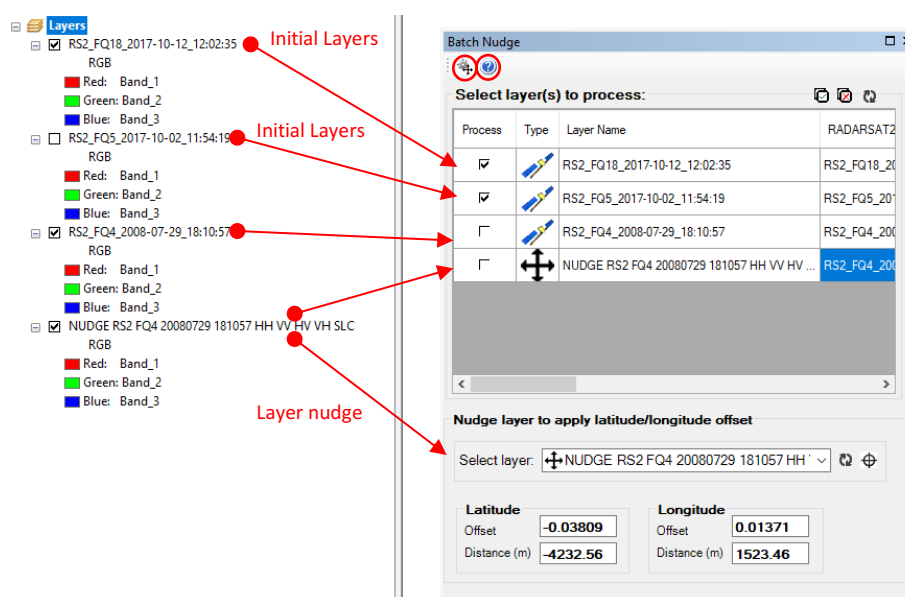 Layers
RS2_FQ18_2017-10-12_12:02:35
RGB
Red: Band_1
Green: Band_2
Blue: Band_3
RS2_FQ5_2017-10-02_11:54:19
RGB
Red: Band_1
Green: Band_2
Blue: Band_3
RS2_FQ4_2008-07-29_18:10:57
RGB
Red: Band_1
Green: Band_2
Blue: Band_3
NUDGE RS2 FQ4 20080729 181057 HH VV HV VH SLC
RGB
Red: Band_1
Green: Band_2
Blue: Band_3
Initial Layers
Initial Layers
Layer nudge
Batch Nudge
Select layer(s) to process:
Process Type Layer Name RADARSAT2
RS2_FQ18_2017-10-12_12:02:35 RS2_FQ18_20
RS2_FQ5_2017-10-02_11:54:19 RS2_FQ5_201
RS2_FQ4_2008-07-29_18:10:57 RS2_FQ4_200
NUDGE RS2 FQ4 20080729 181057 HH VV HV ... RS2_FQ4_200
Nudge layer to apply latitude/longitude offset
Select layer: NUDGE RS2 FQ4 20080729 181057 HH
Latitude
Offset -0.03809
Distance (m) -4232.56
Longitude
Offset 0.01371
Distance (m) 1523.46